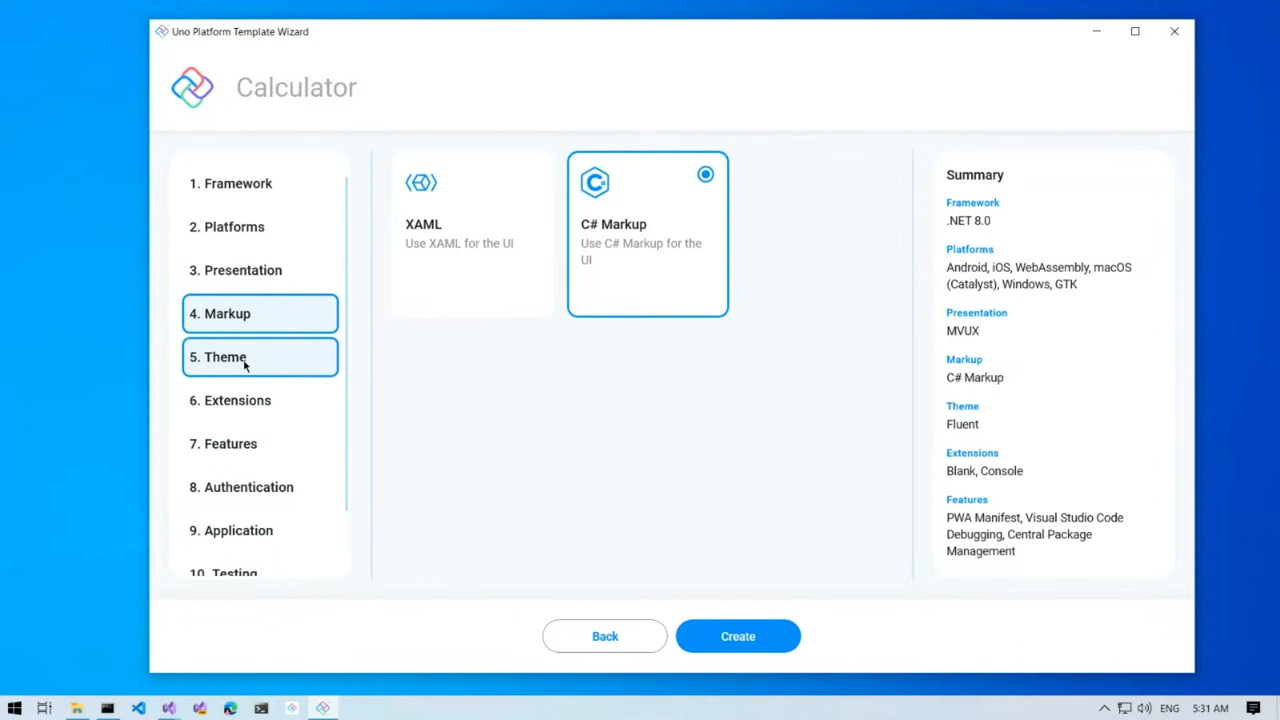 Uno Platform Template Wizard
Calculator
1. Framework
2. Platforms
3. Presentation
4. Markup
5. Theme
6. Extensions
7. Features
8. Authentication
9. Application
10. Testing
XAML
Use XAML for the UI
C# Markup
Use C# Markup for the
UI
Summary
Framework
.NET 8.0
Platforms
Android, iOS, WebAssembly, macOS
(Catalyst), Windows, GTK
Presentation
MVUX
Markup
C# Markup
Theme
Fluent
Extensions
Blank, Console
Features
PWA Manifest, Visual Studio Code
Debugging, Central Package
Management
Back
Create
ENG
5:31 AM